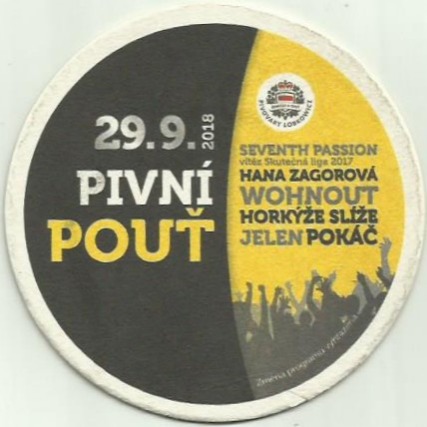 29.9.2018
PIVNÍ
POUŤ
PIVOVARY LOBKOWICZ
SEVENTH PASSION
vítěz Skutečná liga 2017
HANA ZAGOROVÁ
WOHNOUT
HORKÝŽE SLÍŽE
JELEN POKÁČ
Změna programu vyhrazena